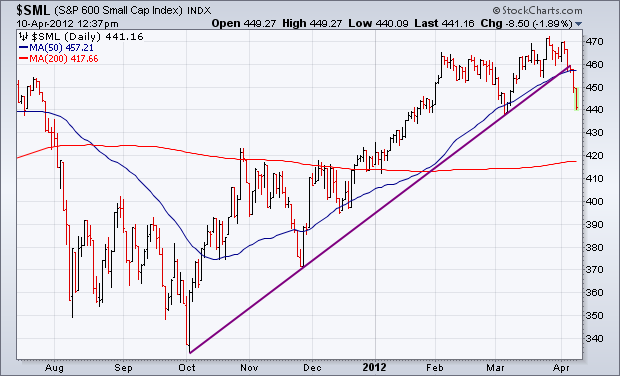 $SML (S&P 600 Small Cap Index) INDX © StockCharts.com
10-Apr-2012 12:37pm Open 449.27 High 449.27 Low 440.09 Last 441.16 Chg -8.50 (-1.89%)▼
$SML (Daily) 441.16
MA(50) 457.21
MA(200) 417.66
470
460
450
440
430
420
410
400
390
380
370
360
350
340
Aug Sep Oct Nov Dec 2012 Feb Mar Apr